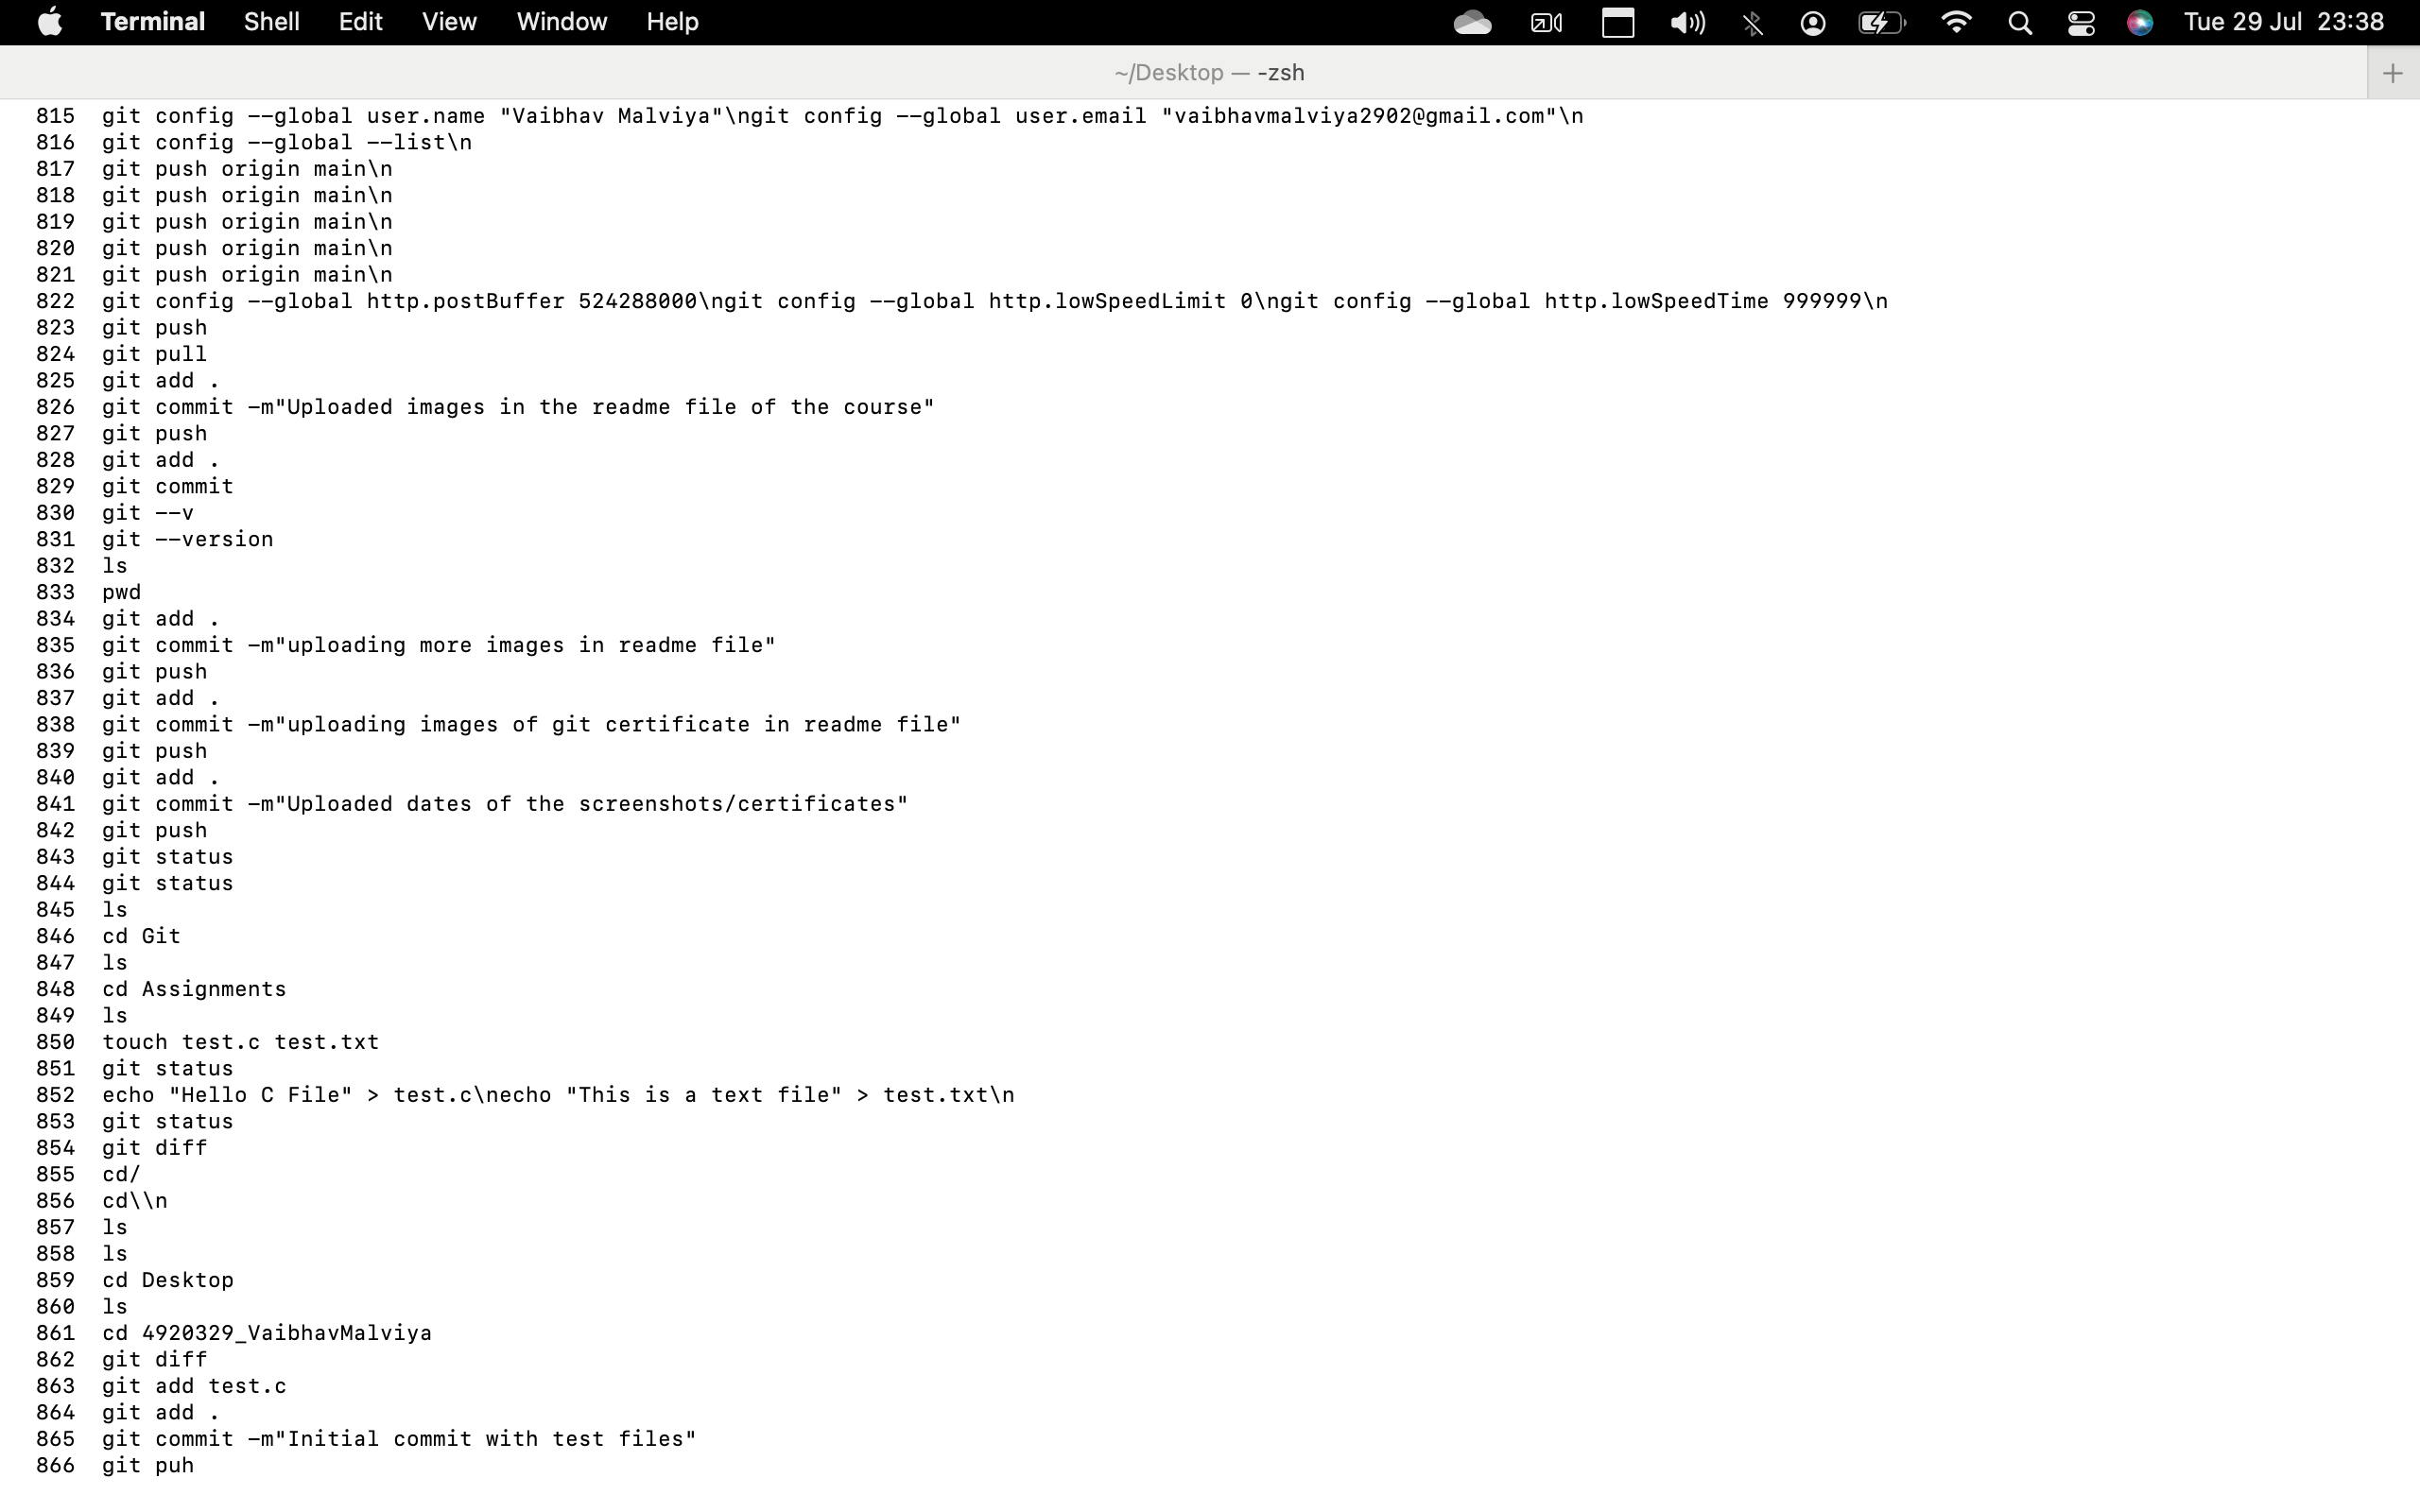 Terminal Shell Edit View Window Help Tue 29 Jul 23:38
~/Desktop — -zsh
815 git config --global user.name "Vaibhav Malviya"\ngit config --global user.email "vaibhavmalviya2902@gmail.com"\n
816 git config --global --list\n
817 git push origin main\n
818 git push origin main\n
819 git push origin main\n
820 git push origin main\n
821 git push origin main\n
822 git config --global http.postBuffer 524288000\ngit config --global http.lowSpeedLimit 0\ngit config --global http.lowSpeedTime 999999\n
823 git push
824 git pull
825 git add .
826 git commit -m"Uploaded images in the readme file of the course"
827 git push
828 git add .
829 git commit
830 git --v
831 git --version
832 ls
833 pwd
834 git add .
835 git commit -m"uploading more images in readme file"
836 git push
837 git add .
838 git commit -m"uploading images of git certificate in readme file"
839 git push
840 git add .
841 git commit -m"Uploaded dates of the screenshots/certificates"
842 git push
843 git status
844 git status
845 ls
846 cd Git
847 ls
848 cd Assignments
849 ls
850 touch test.c test.txt
851 git status
852 echo "Hello C File" > test.c\necho "This is a text file" > test.txt\n
853 git status
854 git diff
855 cd/
856 cd\\n
857 ls
858 ls
859 cd Desktop
860 ls
861 cd 4920329_VaibhavMalviya
862 git diff
863 git add test.c
864 git add .
865 git commit -m"Initial commit with test files"
866 git puh